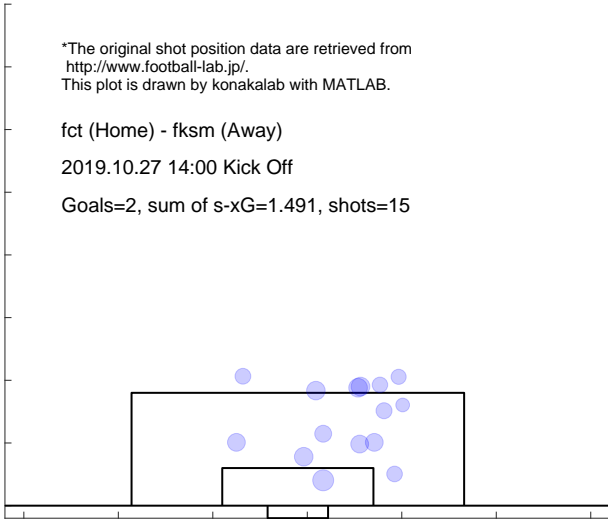 *The original shot position data are retrieved from
http://www.football-lab.jp/.
This plot is drawn by konakalab with MATLAB.
fct (Home) - fksm (Away)
2019.10.27 14:00 Kick Off
Goals=2, sum of s-xG=1.491, shots=15